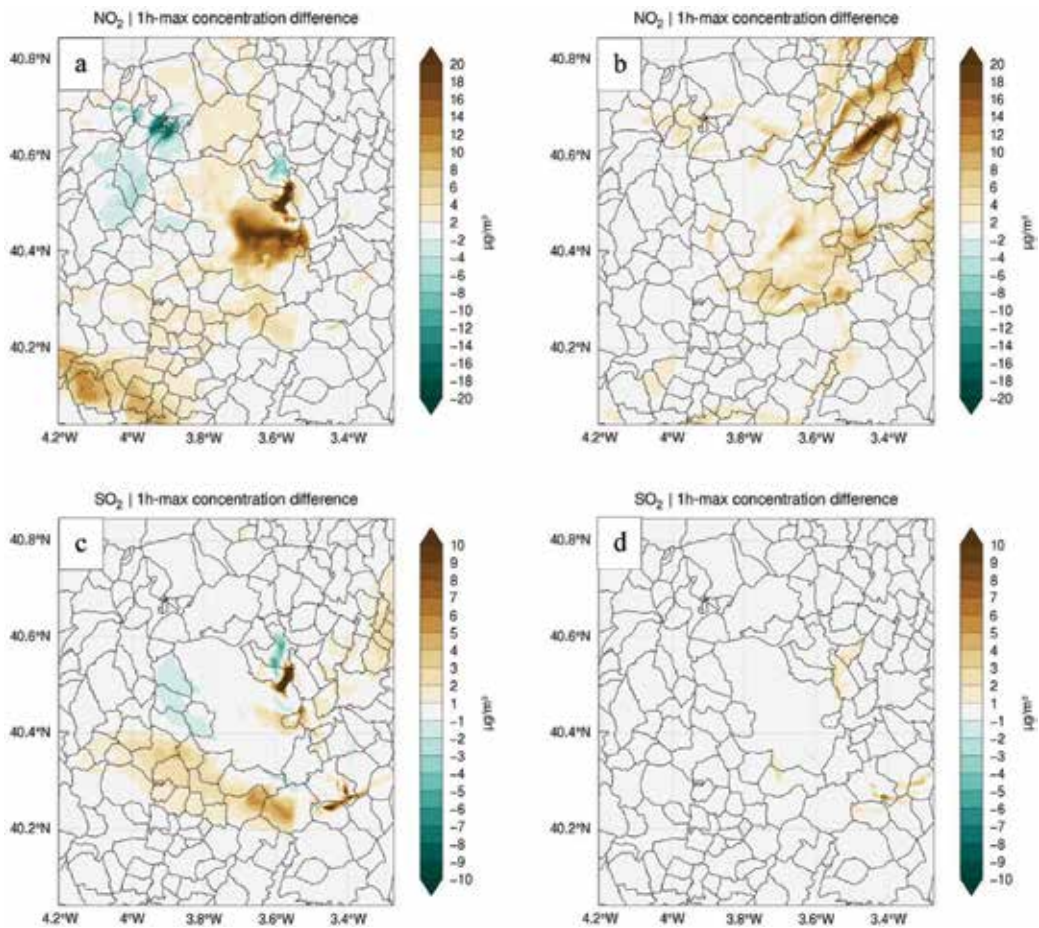 NO₂ | 1h-max concentration difference
a
40.8°N
40.6°N
40.4°N
40.2°N
4.2°W 4°W 3.8°W 3.6°W 3.4°W
20
18
16
14
12
10
8
6
4
2
−2
−4
−6
−8
−10
−12
−14
−16
−18
−20
µg/m³
NO₂ | 1h-max concentration difference
b
40.8°N
40.6°N
40.4°N
40.2°N
4.2°W 4°W 3.8°W 3.6°W 3.4°W
20
18
16
14
12
10
8
6
4
2
−2
−4
−6
−8
−10
−12
−14
−16
−18
−20
µg/m³
SO₂ | 1h-max concentration difference
c
40.8°N
40.6°N
40.4°N
40.2°N
4.2°W 4°W 3.8°W 3.6°W 3.4°W
10
9
8
7
6
5
4
3
2
1
−1
−2
−3
−4
−5
−6
−7
−8
−9
−10
µg/m³
SO₂ | 1h-max concentration difference
d
40.8°N
40.6°N
40.4°N
40.2°N
4.2°W 4°W 3.8°W 3.6°W 3.4°W
10
9
8
7
6
5
4
3
2
1
−1
−2
−3
−4
−5
−6
−7
−8
−9
−10
µg/m³